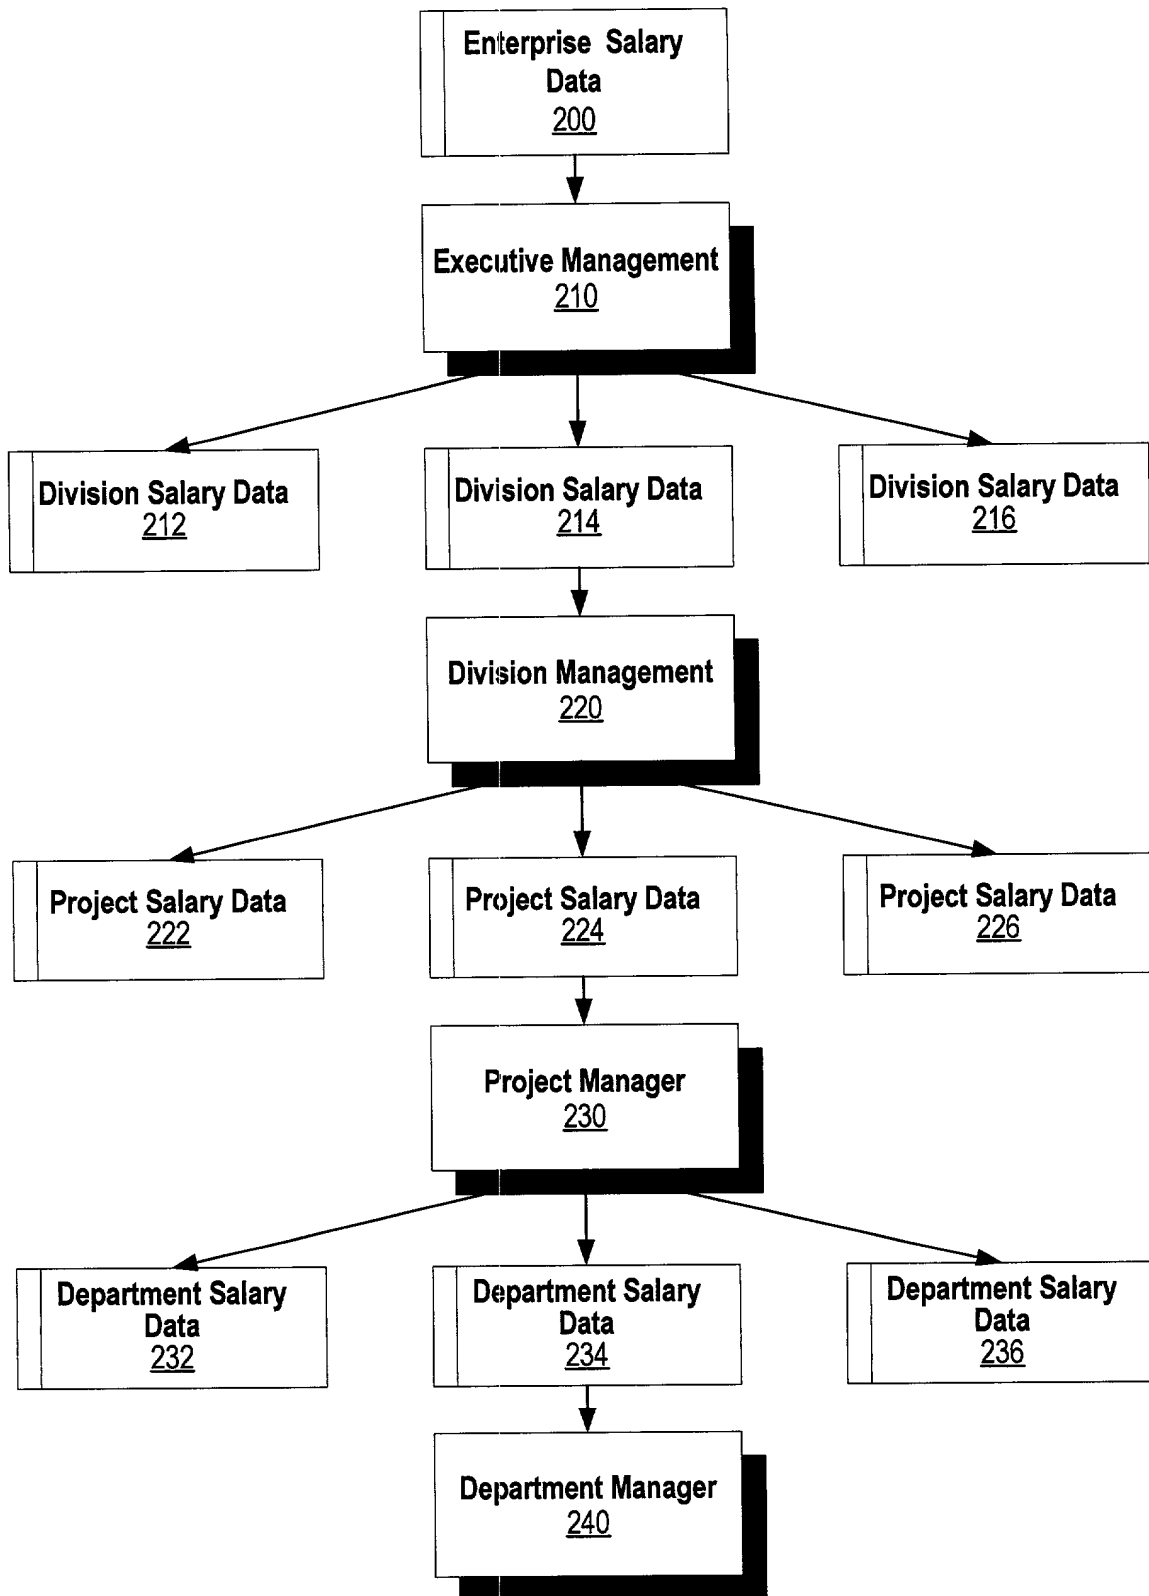 Enterprise Salary
Data
200
Executive Management
210
Division Salary Data
212
Division Salary Data
214
Division Salary Data
216
Division Management
220
Project Salary Data
222
Project Salary Data
224
Project Salary Data
226
Project Manager
230
Department Salary
Data
232
Department Salary
Data
234
Department Salary
Data
236
Department Manager
240